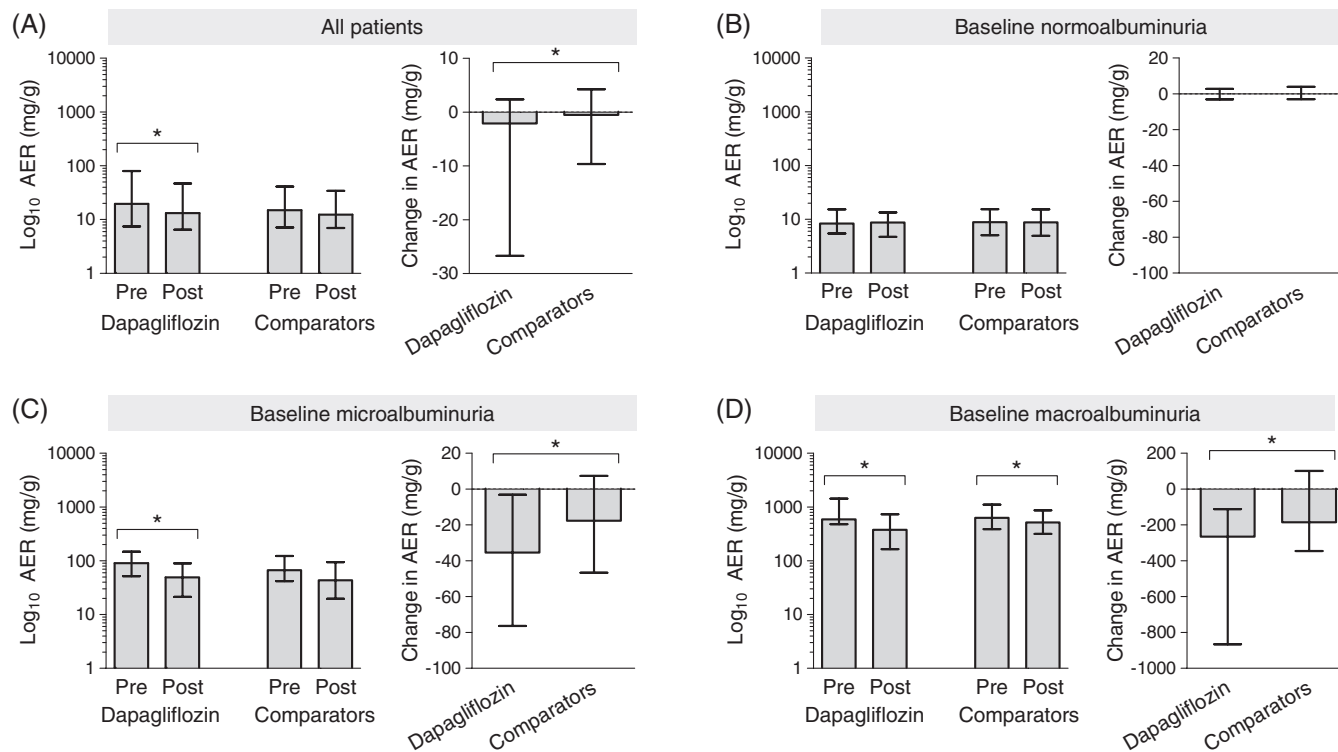 (A)
All patients
Log10 AER (mg/g)
10000
1000
100
10
1
*
Pre Post Pre Post
Dapagliflozin Comparators
Change in AER (mg/g)
10
0
-10
-20
-30
*
Dapagliflozin
Comparators
(B)
Baseline normoalbuminuria
Log10 AER (mg/g)
10000
1000
100
10
1
Pre Post Pre Post
Dapagliflozin Comparators
Change in AER (mg/g)
20
0
-20
-40
-60
-80
-100
Dapagliflozin
Comparators
(C)
Baseline microalbuminuria
Log10 AER (mg/g)
10000
1000
100
10
1
*
Pre Post Pre Post
Dapagliflozin Comparators
Change in AER (mg/g)
20
0
-20
-40
-60
-80
-100
*
Dapagliflozin
Comparators
(D)
Baseline macroalbuminuria
Log10 AER (mg/g)
10000
1000
100
10
1
* *
Pre Post Pre Post
Dapagliflozin Comparators
Change in AER (mg/g)
200
0
-200
-400
-600
-800
-1000
*
Dapagliflozin
Comparators